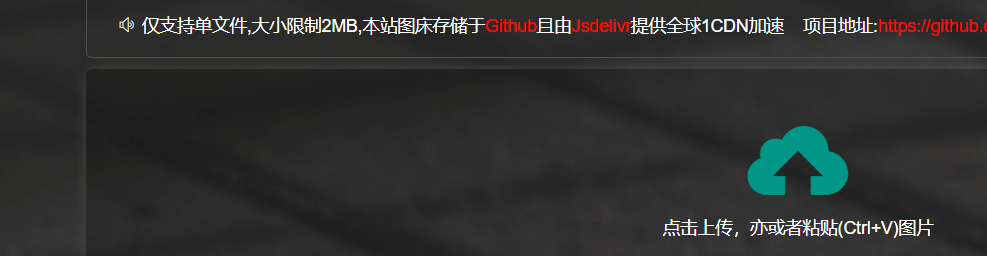 仅支持单文件,大小限制2MB,本站图床存储于Github且由Jsdelivr提供全球1CDN加速 项目地址:https://github.c
点击上传，亦或者粘贴(Ctrl+V)图片